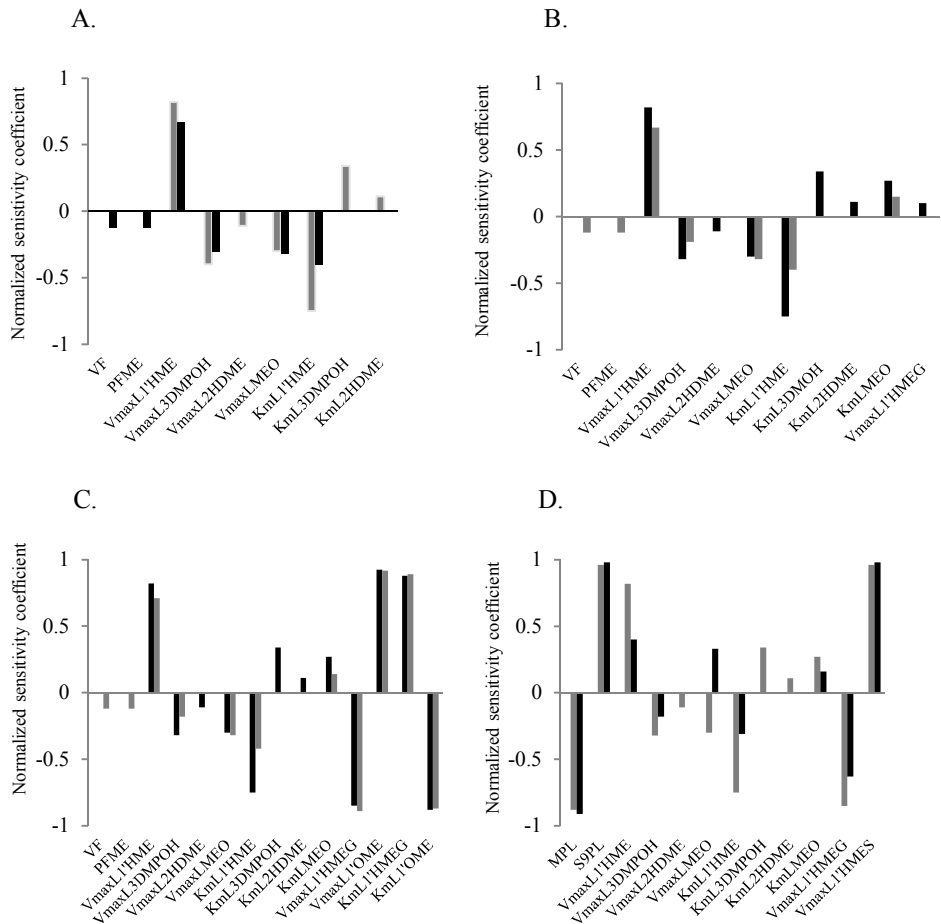 A.
Normalized senisitivity coefficient
1
0.5
0
-0.5
-1
VF
PFME
VmaxL1'HME
VmaxL3DMPOH
VmaxL2HDME
VmaxLMEO
KmL1'HME
KmL3DMPOH
KmL2HDME
B.
Normalized sensitivity coefficient
1
0.5
0
-0.5
-1
VF
PFME
VmaxL1'HME
VmaxL3DMPOH
VmaxL2HDME
VmaxLMEO
KmL1'HME
KmL3DMOH
KmL2HDME
KmLMEO
VmaxL1'HMEG
C.
Normalized sensitivity coefficient
1
0.5
0
-0.5
-1
VF
PFME
VmaxL1'HME
VmaxL3DMPOH
VmaxL2HDME
VmaxLMEO
KmL1'HME
KmL3DMPOH
KmL2HDME
KmLMEO
VmaxL1'HMEG
VmaxL1'OME
KmL1'HMEG
KmL1'OME
D.
Normalized sensitivity coefficient
1
0.5
0
-0.5
-1
MPL
S9PL
VmaxL1'HME
VmaxL3DMPOH
VmaxL2HDME
VmaxLMEO
KmL1'HME
KmL3DMPOH
KmL2HDME
KmLMEO
VmaxL1'HMEG
VmaxL1'HMES